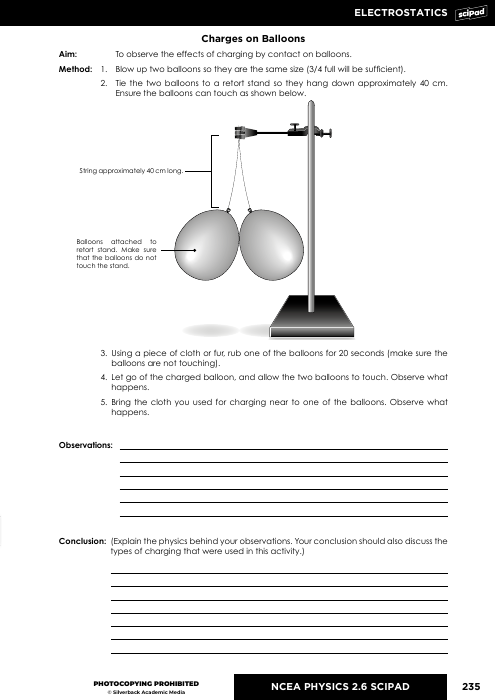 ELECTROSTATICS scipad
Charges on Balloons
Aim: To observe the effects of charging by contact on balloons.
Method: 1. Blow up two balloons so they are the same size (3/4 full will be sufficient).
2. Tie the two balloons to a retort stand so they hang down approximately 40 cm.
Ensure the balloons can touch as shown below.
String approximately 40 cm long.
Balloons attached to
retort stand. Make sure
that the balloons do not
touch the stand.
3. Using a piece of cloth or fur, rub one of the balloons for 20 seconds (make sure the
balloons are not touching).
4. Let go of the charged balloon, and allow the two balloons to touch. Observe what
happens.
5. Bring the cloth you used for charging near to one of the balloons. Observe what
happens.
Observations:
Conclusion: (Explain the physics behind your observations. Your conclusion should also discuss the
types of charging that were used in this activity.)
PHOTOCOPYING PROHIBITED
© Silverback Academic Media
NCEA PHYSICS 2.6 SCIPAD
235